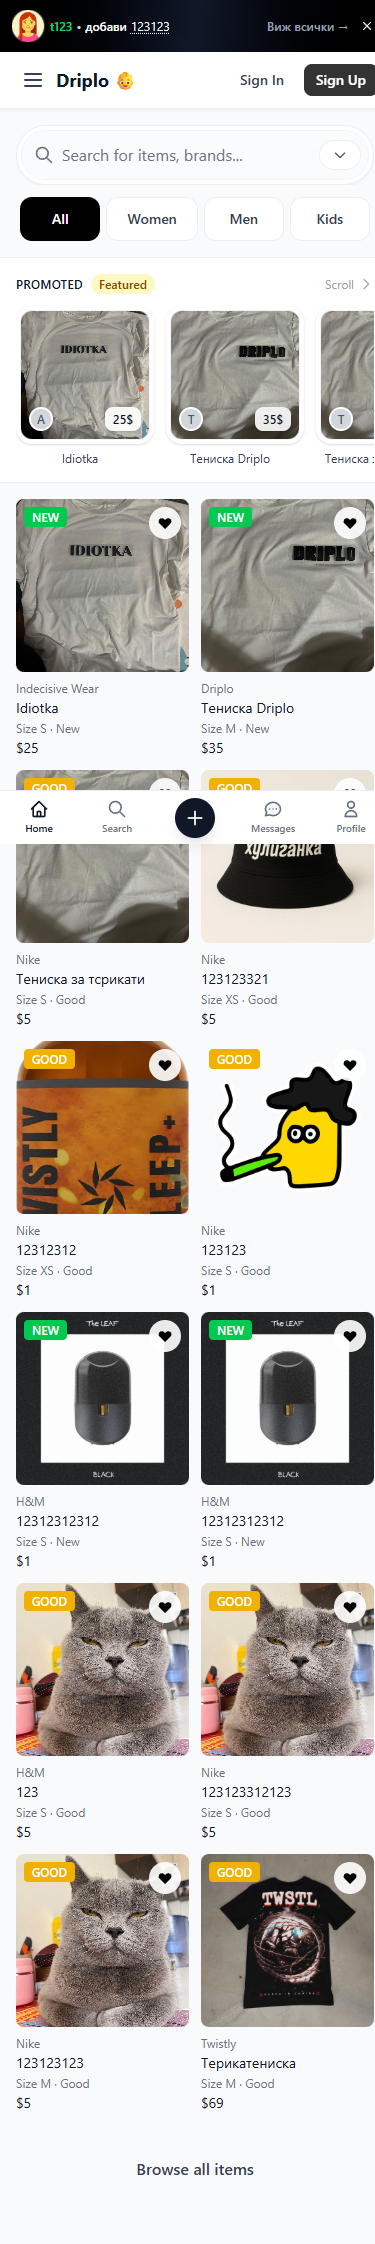 t123 • добави 123123
Виж всички →
Driplo
Sign In
Sign Up
Search for items, brands...
All
Women
Men
Kids
PROMOTED
Featured
Scroll
IDIOTKA
A
25$
Idiotka
DRIPLO
T
35$
Тениска Driplo
T
Тениска з
NEW
IDIOTKA
Indecisive Wear
Idiotka
Size S · New
$25
NEW
DRIPLO
Driplo
Тениска Driplo
Size M · New
$35
GOOD
GOOD
Home
Search
Messages
Profile
хулиганка
Nike
Тениска за тсрикати
Size S · Good
$5
Nike
123123321
Size XS · Good
$5
GOOD
VISTLY
LEEP+
Nike
12312312
Size XS · Good
$1
GOOD
Nike
123123
Size S · Good
$1
NEW
The LEAF
BLACK
H&M
12312312312
Size S · New
$1
NEW
The LEAF
BLACK
H&M
12312312312
Size S · New
$1
GOOD
H&M
123
Size S · Good
$5
GOOD
Nike
123123312123
Size S · Good
$5
GOOD
Nike
123123123
Size M · Good
$5
GOOD
TWSTL
Twistly
Терикатениска
Size M · Good
$69
Browse all items